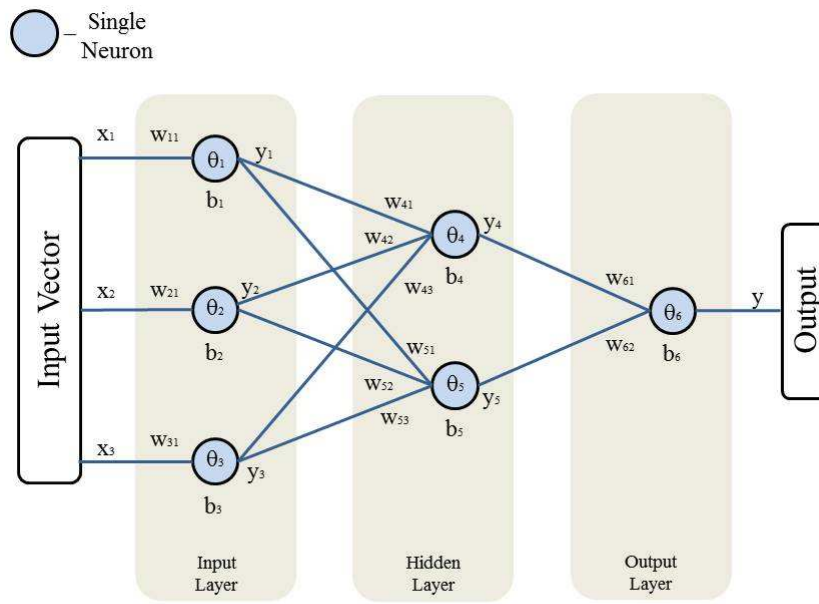 – Single
Neuron
x₁
w₁₁
θ₁
y₁
b₁
w₄₁
w₄₂
θ₄
y₄
b₄
w₄₃
Input Vector
x₂
w₂₁
θ₂
y₂
b₂
w₅₁
w₅₂
w₅₃
θ₅
y₅
b₅
w₆₁
w₆₂
θ₆
b₆
y
Output
x₃
w₃₁
θ₃
y₃
b₃
Input
Layer
Hidden
Layer
Output
Layer